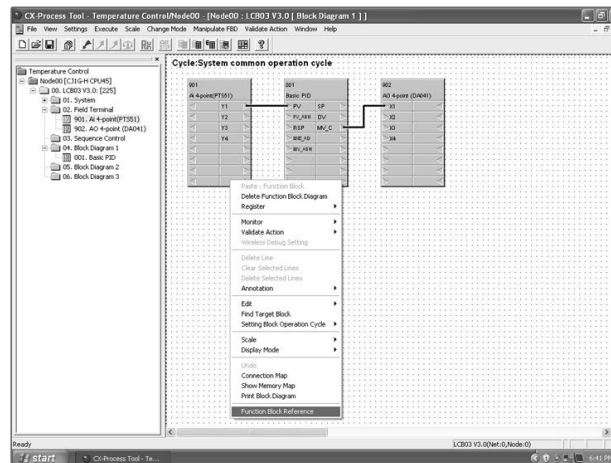 CX-Process Tool - Temperature Control/Node00 - [Node00 : LCB03 V3.0 [ Block Diagram 1 ] ]
File View Settings Execute Scale Change Mode Manipulate FBD Validate Action Window Help
Temperature Control
Node00 [CJ1G-H CPU45]
00. LCB03 V3.0: [225]
01. System
02. Field Terminal
901. Ai 4-point(PTS51)
902. AO 4-point (DA041)
03. Sequence Control
04. Block Diagram 1
001. Basic PID
05. Block Diagram 2
06. Block Diagram 3
Cycle:System common operation cycle
901
Ai 4-point(PTS51)
Y1
Y2
Y3
Y4
001
Basic PID
PV SP
DV
RSP MV_C
902
AO 4-point (DA041)
X1
X2
X3
X4
Paste : Function Block
Delete Function Block Diagram
Register
Monitor
Validate Action
Wireless Debug Setting
Delete Line
Clear Selected Lines
Delete Selected Lines
Annotation
Edit
Find Target Block
Setting Block Operation Cycle
Scale
Display Mode
Undo
Connection Map
Show Memory Map
Print Block Diagram
Function Block Reference
Ready
LCB03 V3.0(Net:0,Node:0)
start
CX-Process Tool - Te...
6:41 PM